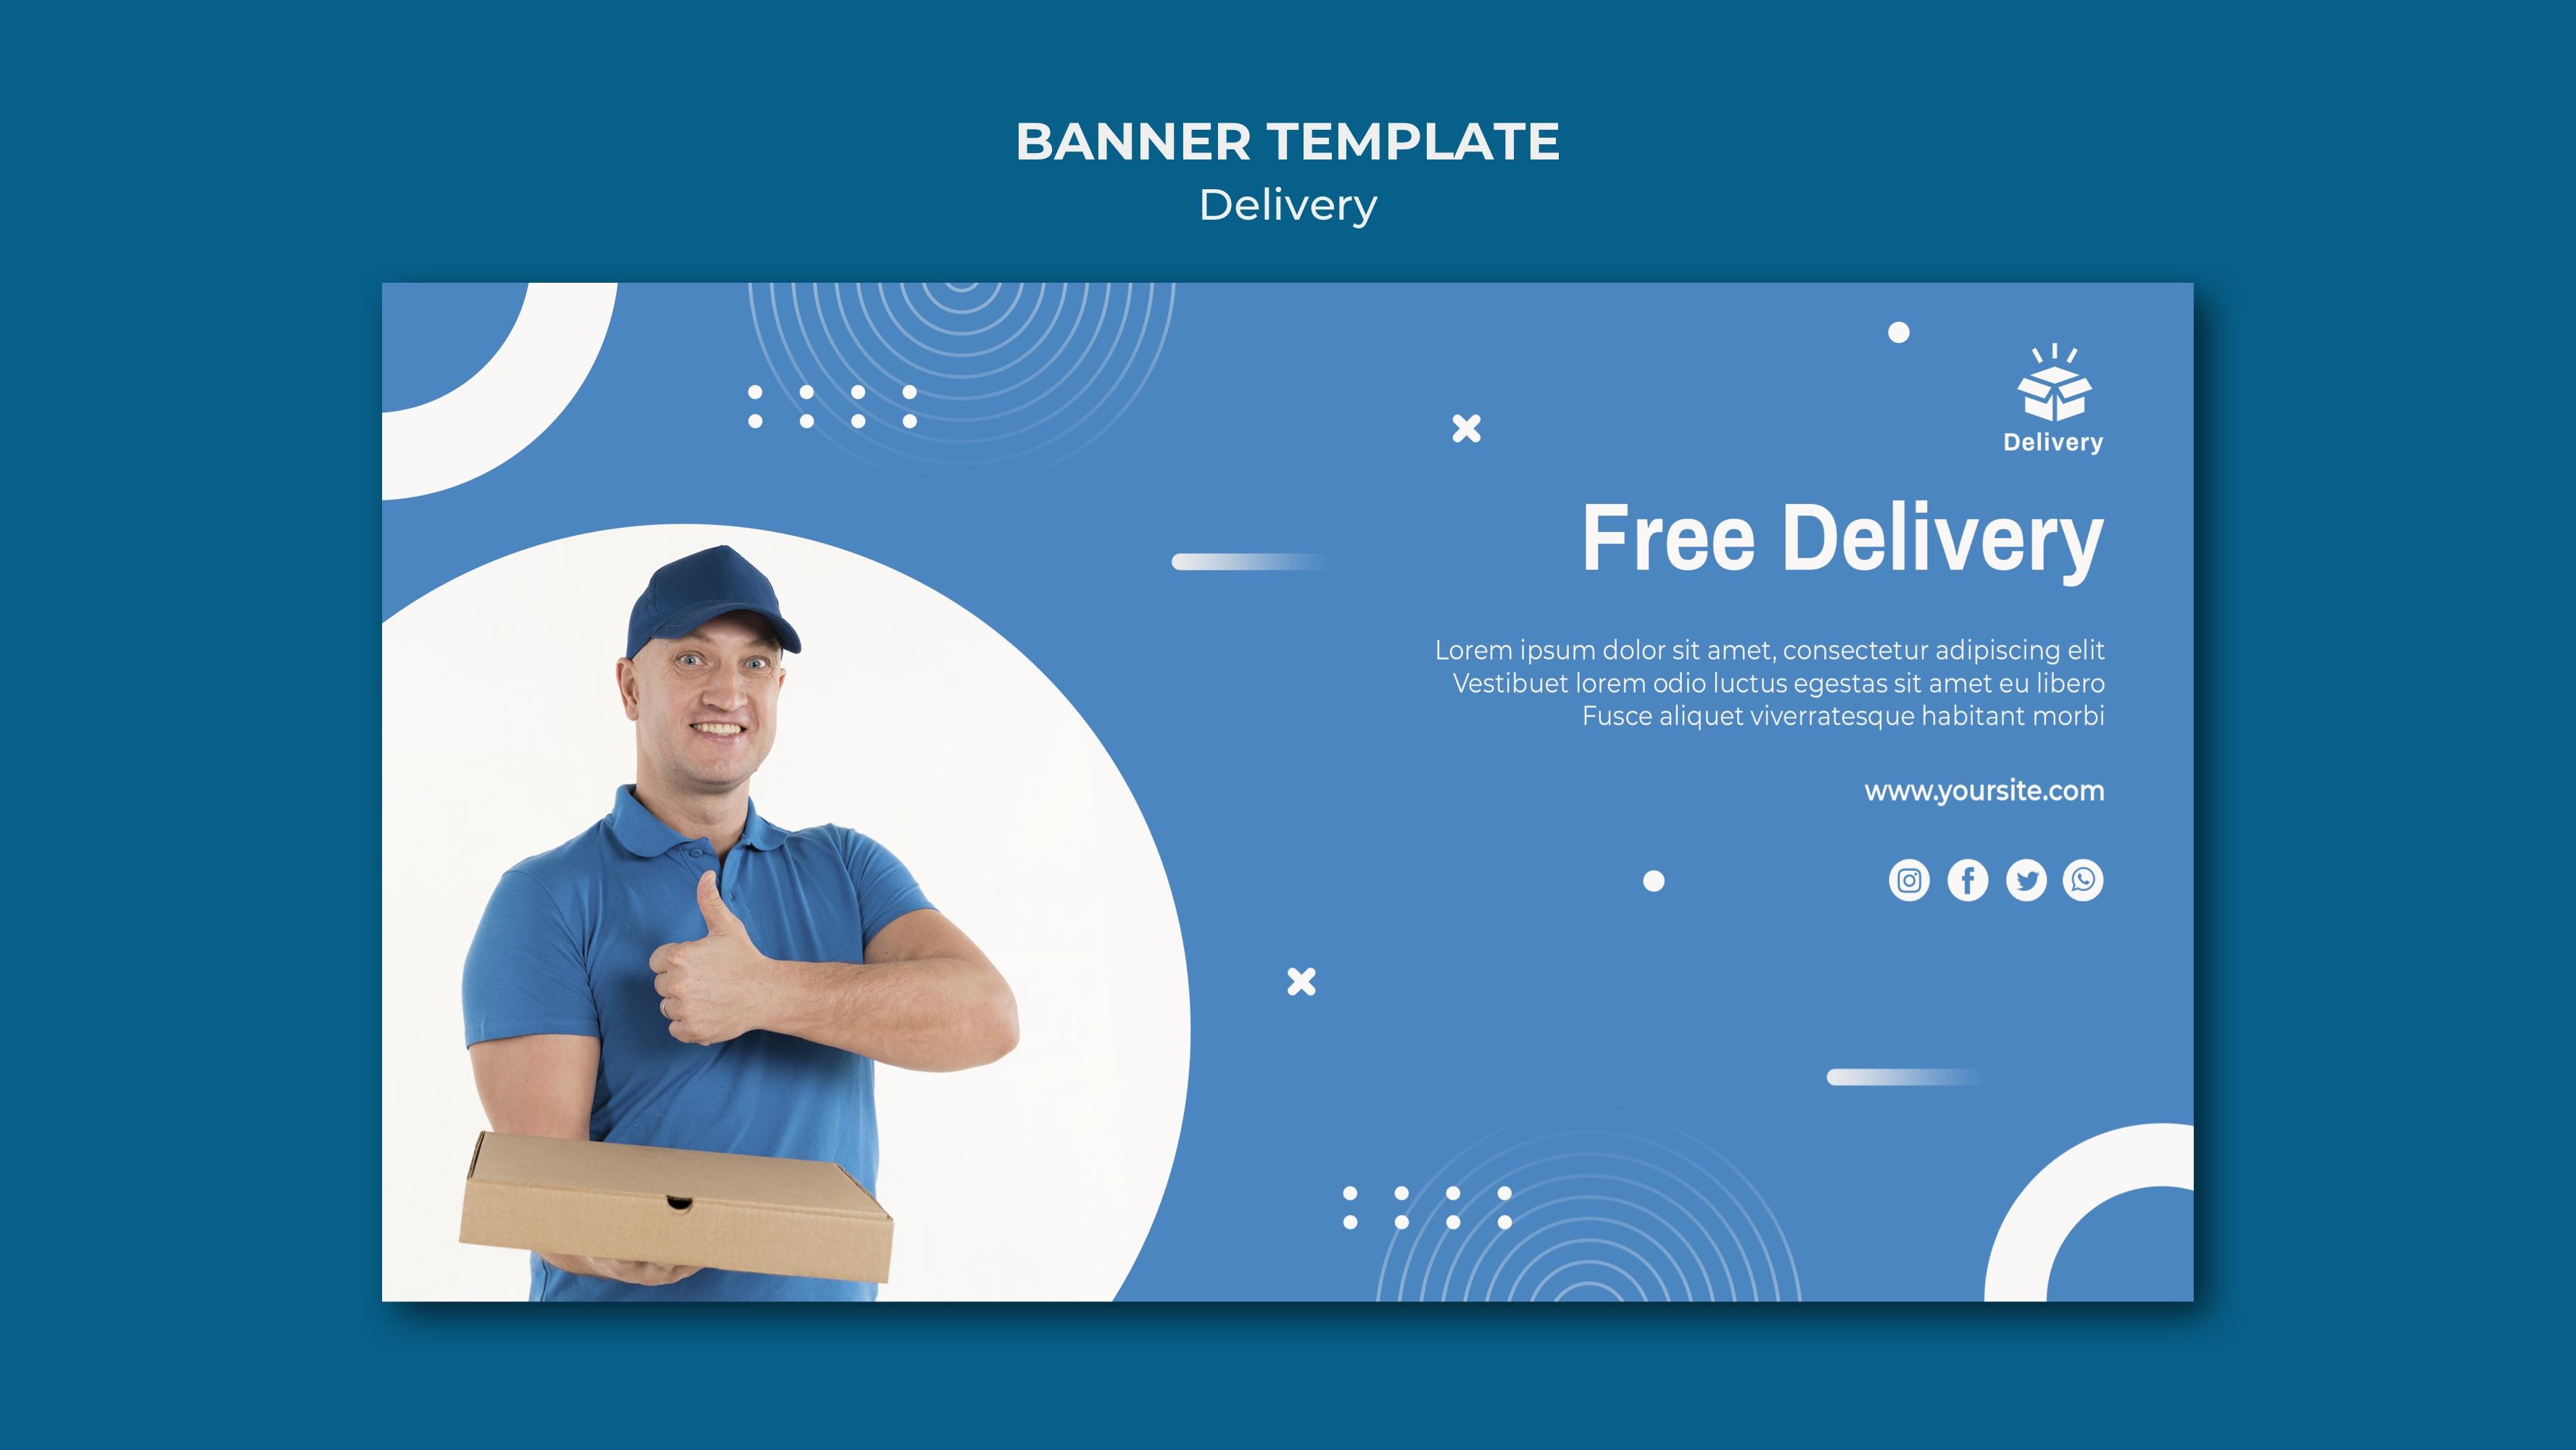 BANNER TEMPLATE
Delivery
Delivery
Free Delivery
Lorem ipsum dolor sit amet, consectetur adipiscing elit
Vestibuet lorem odio luctus egestas sit amet eu libero
Fusce aliquet viverratesque habitant morbi
www.yoursite.com